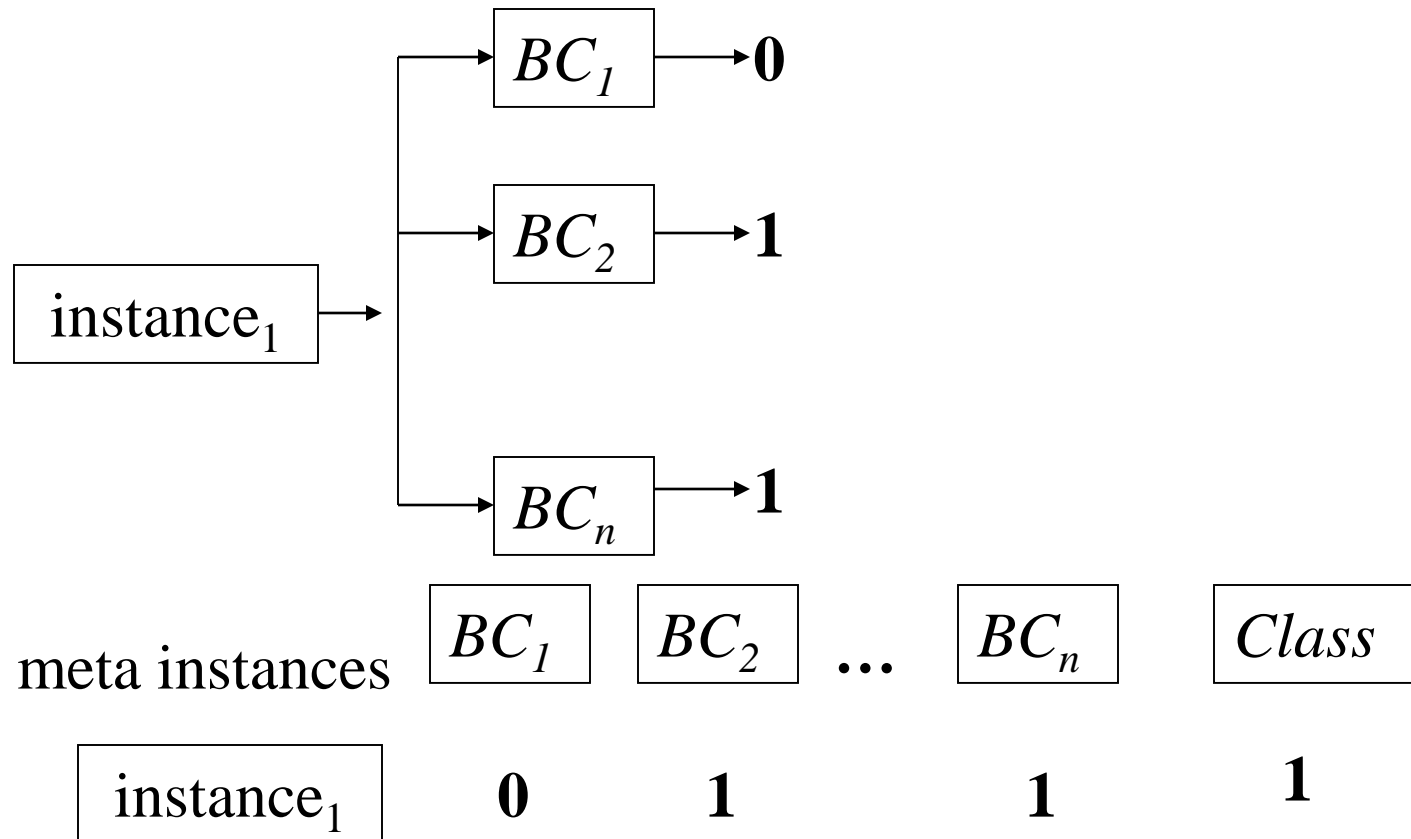 BC₁ 0
BC₂ 1
instance₁
BCₙ 1
BC₁ BC₂ ... BCₙ Class
meta instances
instance₁ 0 1 1 1